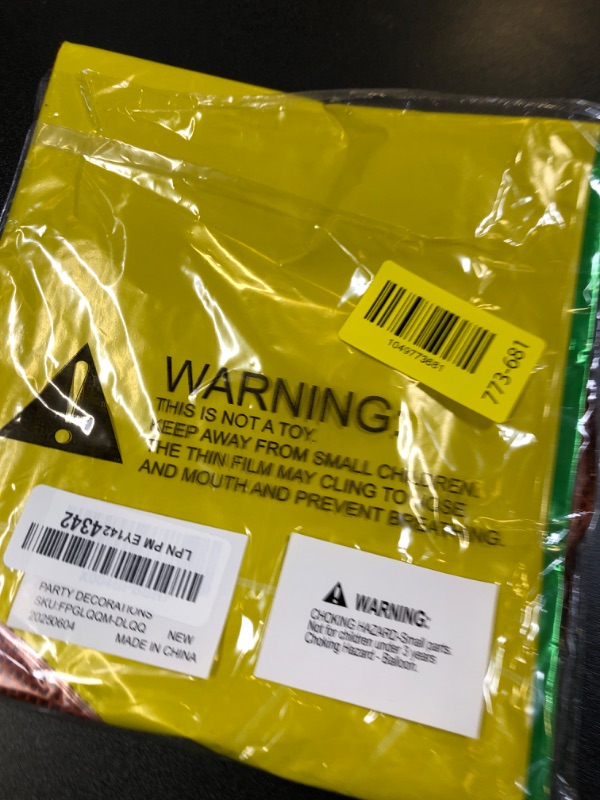 1049773681
773-681
WARNING:
THIS IS NOT A TOY.
KEEP AWAY FROM SMALL CHILDREN.
THE THIN FILM MAY CLING TO NOSE
AND MOUTH AND PREVENT BREATHING.
LPN PM EY1424342
PARTY DECORATIONS
SKU:FPGLQQM-DLQQ
20250604 NEW
MADE IN CHINA
WARNING:
CHOKING HAZARD-Small parts.
Not for children under 3 years
Choking Hazard - Balloon.